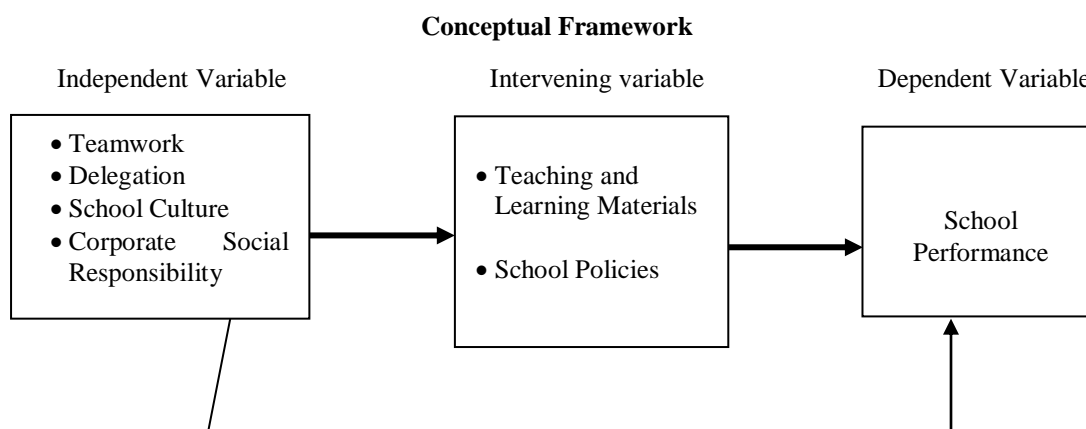 Conceptual Framework
Independent Variable
Intervening variable
Dependent Variable
• Teamwork
• Delegation
• School Culture
• Corporate Social
Responsibility
• Teaching and
Learning Materials
• School Policies
School
Performance